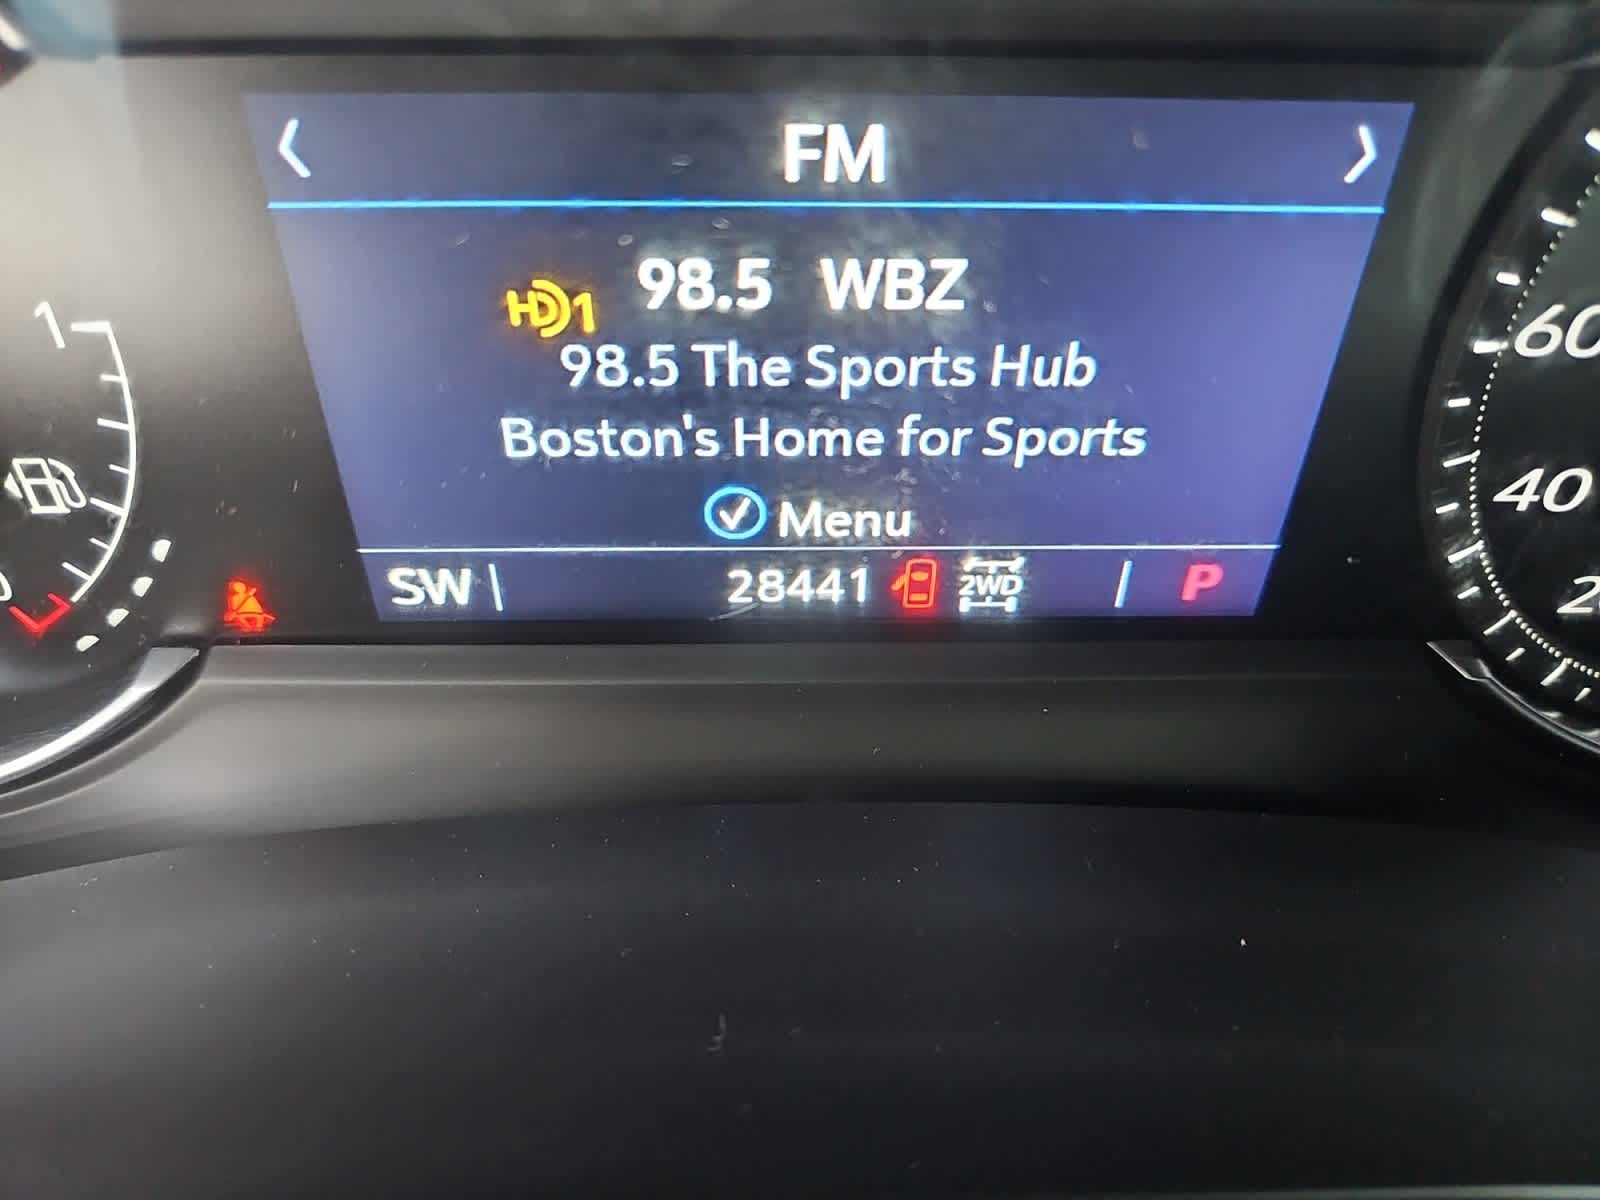 FM
HD1 98.5 WBZ
98.5 The Sports Hub
Boston's Home for Sports
Menu
SW 28441 2WD P
1
60
40